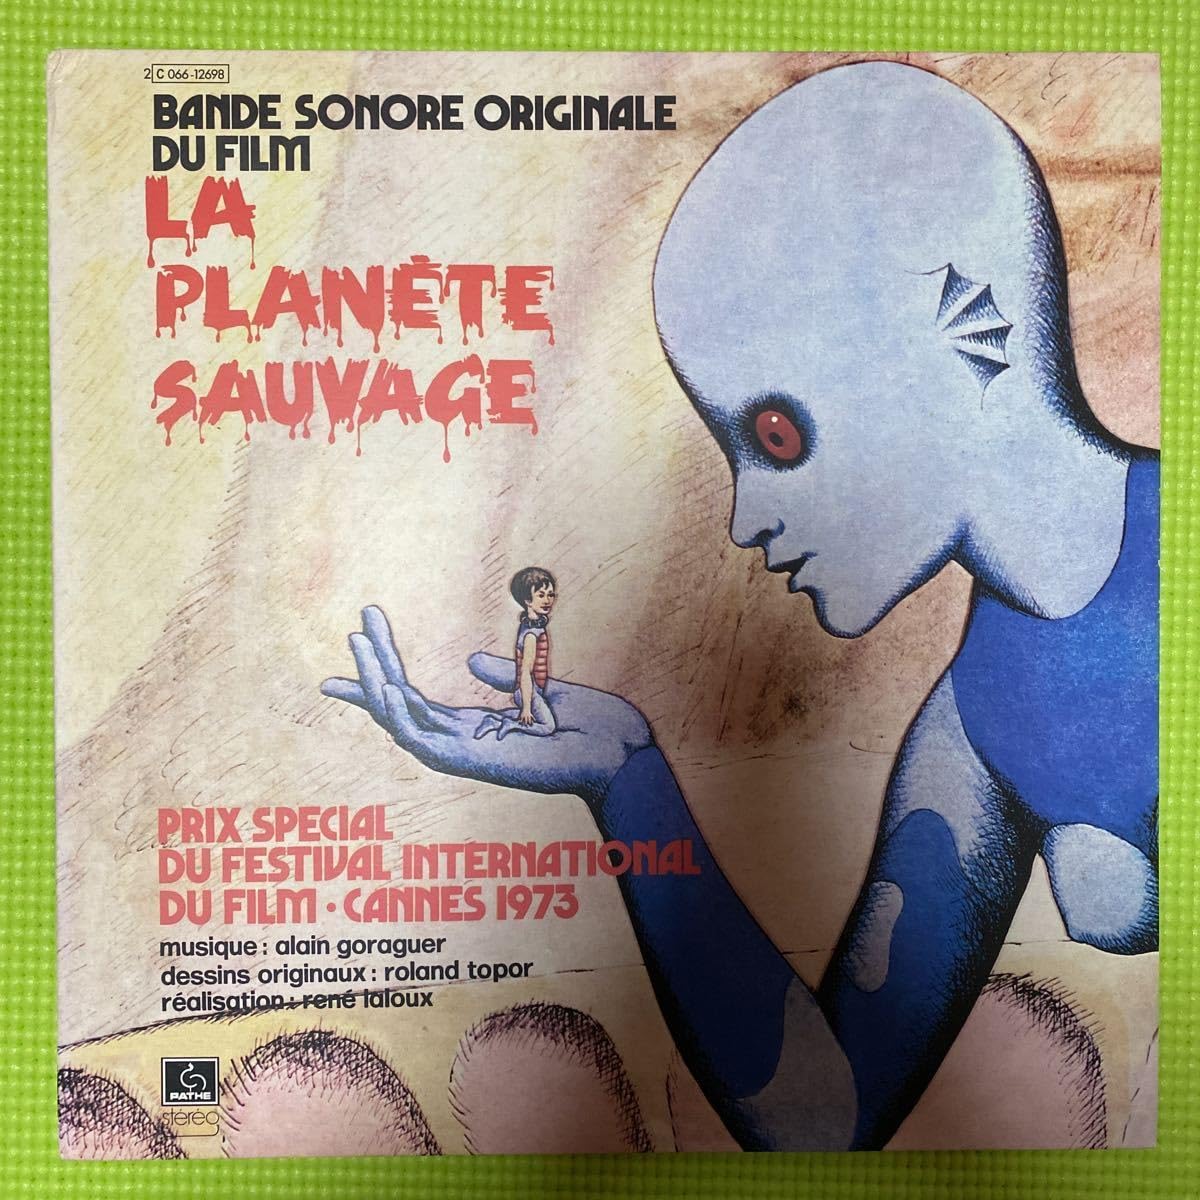 2 C 066-12698
BANDE SONORE ORIGINALE
DU FILM
LA
PLANÈTE
SAUVAGE
PRIX SPECIAL
DU FESTIVAL INTERNATIONAL
DU FILM • CANNES 1973
musique : alain goraguer
dessins originaux : roland topor
réalisation : rené laloux
PATHE
stéréo